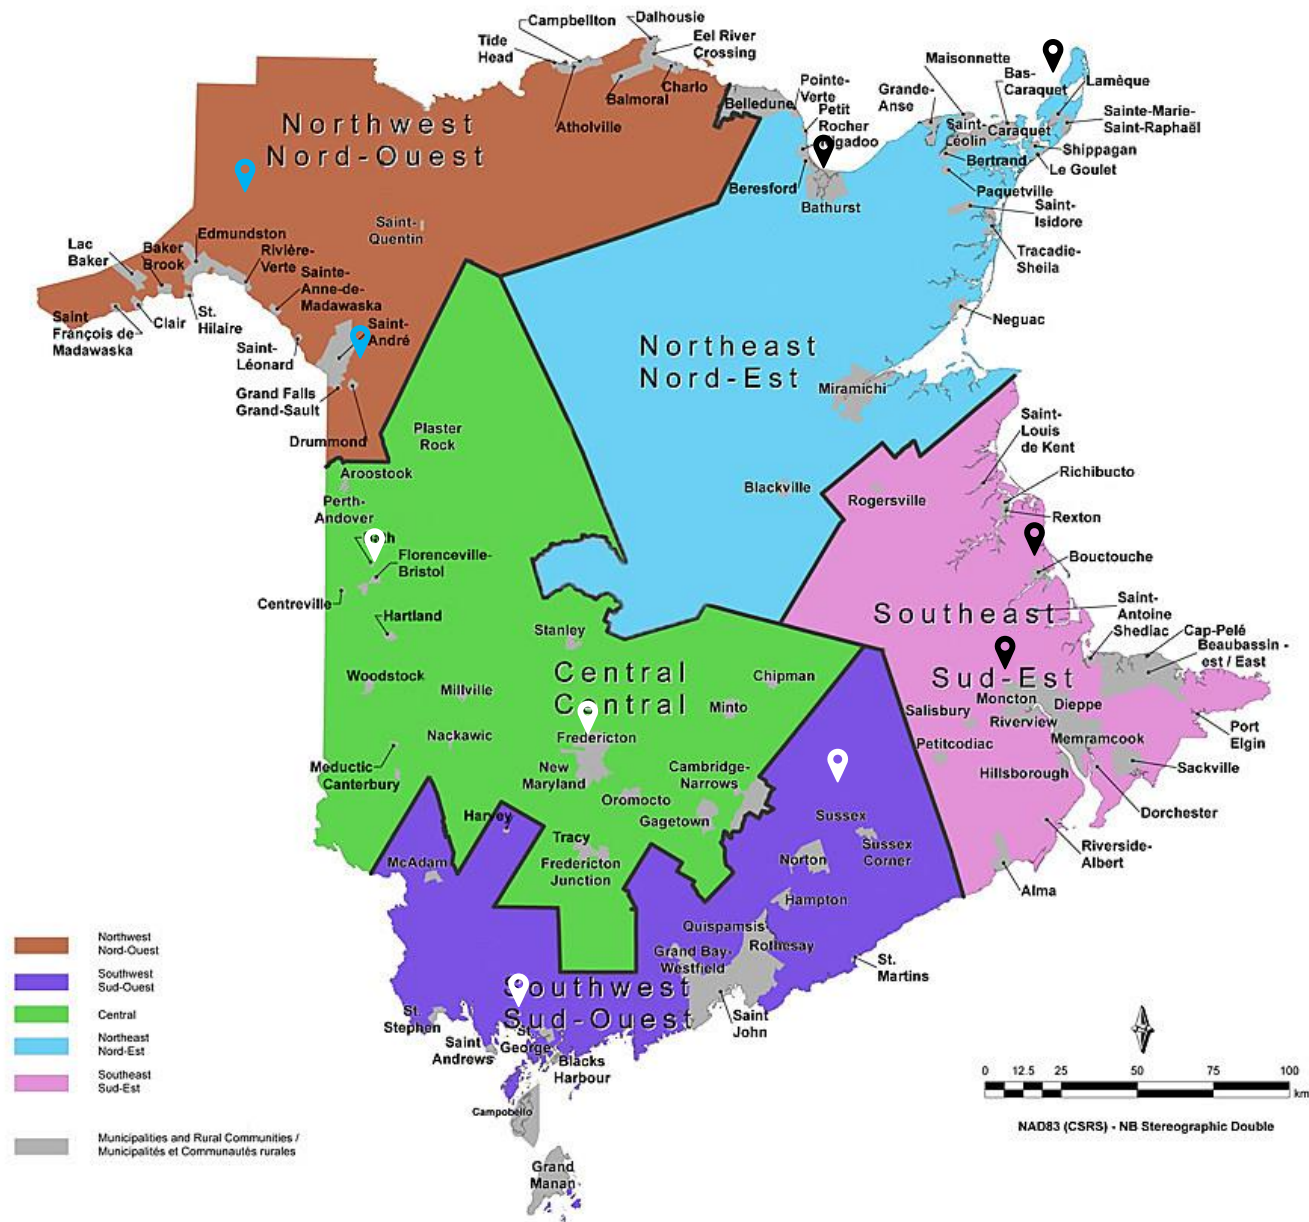 Campbellton
Dalhousie
Tide
Head
Eel River
Crossing
Balmoral
Charlo
Atholville
Belledune
Pointe-
Verte
Petit
Rocher
Beresford
Bathurst
Maisonnette
Grande-
Anse
Bas-
Caraquet
Lamèque
Saint-
Léolin
Caraquet
Sainte-Marie-
Saint-Raphaël
Shippagan
Le Goulet
Bertrand
Paquetville
Saint-
Isidore
Tracadie-
Sheila
Neguac
Northwest
Nord-Ouest
Saint-
Quentin
Lac
Baker
Baker
Brook
Edmundston
Rivière-
Verte
Sainte-
Anne-de-
Madawaska
Saint
François de
Madawaska
Clair
St.
Hilaire
Saint-
Léonard
Saint-
André
Grand Falls
Grand-Sault
Drummond
Northeast
Nord-Est
Miramichi
Blackville
Plaster
Rock
Aroostook
Perth-
Andover
Florenceville-
Bristol
Centreville
Hartland
Woodstock
Millville
Nackawic
Meductic
Canterbury
Stanley
Central
Central
Chipman
Minto
Fredericton
New
Maryland
Oromocto
Cambridge-
Narrows
Gagetown
Harvey
Tracy
Fredericton
Junction
Rogersville
Saint-
Louis
de Kent
Richibucto
Rexton
Bouctouche
Saint-
Antoine
Shediac
Cap-Pelé
Beaubassin -
est / East
Southeast
Sud-Est
Moncton
Dieppe
Salisbury
Riverview
Memramcook
Petitcodiac
Hillsborough
Port
Elgin
Sackville
Dorchester
Riverside-
Albert
Alma
McAdam
Sussex
Sussex
Corner
Norton
Hampton
Quispamsis
Rothesay
Grand Bay-
Westfield
St.
Martins
Saint
John
Southwest
Sud-Ouest
St.
Stephen
Saint
Andrews
St.
George
Blacks
Harbour
Campobello
Grand
Manan
Northwest
Nord-Ouest
Southwest
Sud-Ouest
Central
Northeast
Nord-Est
Southeast
Sud-Est
Municipalities and Rural Communities /
Municipalités et Communautés rurales
0 12.5 25 50 75 100
km
NAD83 (CSRS) - NB Stereographic Double